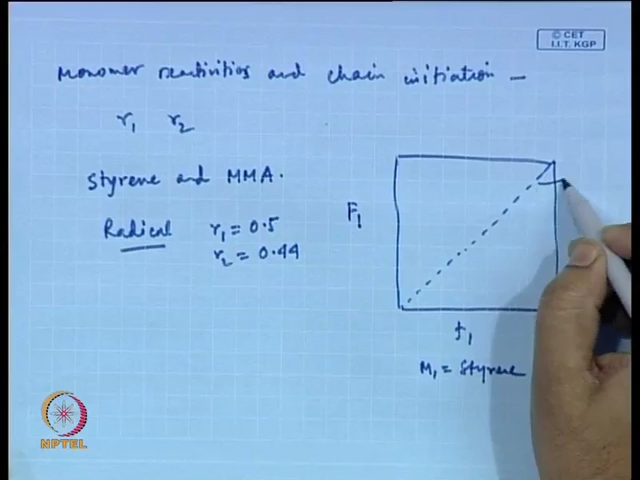 © CET
I.I.T. KGP
Monomer reactivities and chain initiation –
r1 r2
Styrene and MMA.
Radical r1 = 0.5
r2 = 0.44
F1
f1
M1 = Styrene
NPTEL